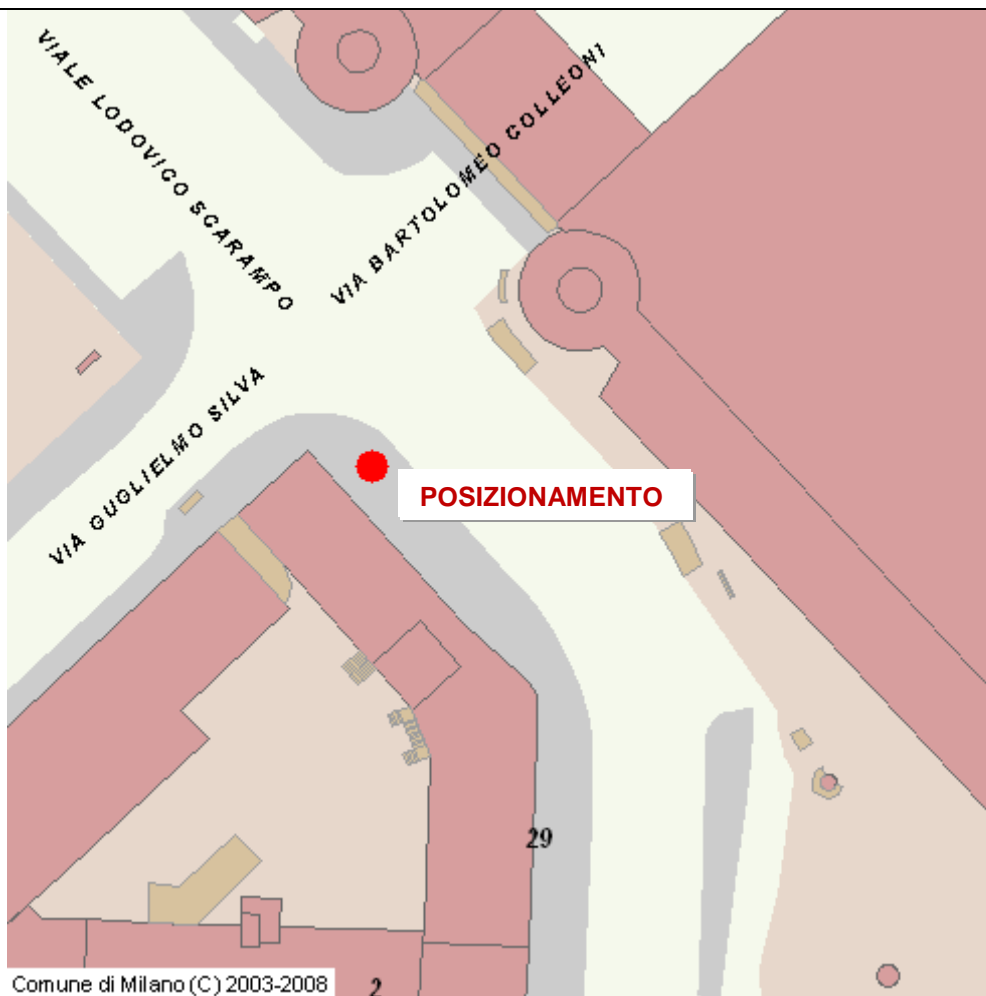 VIALE LODOVICO SCARAMPO
VIA BARTOLOMEO COLLEONI
VIA GUGLIELMO SILVA
POSIZIONAMENTO
29
2
Comune di Milano (C) 2003-2008